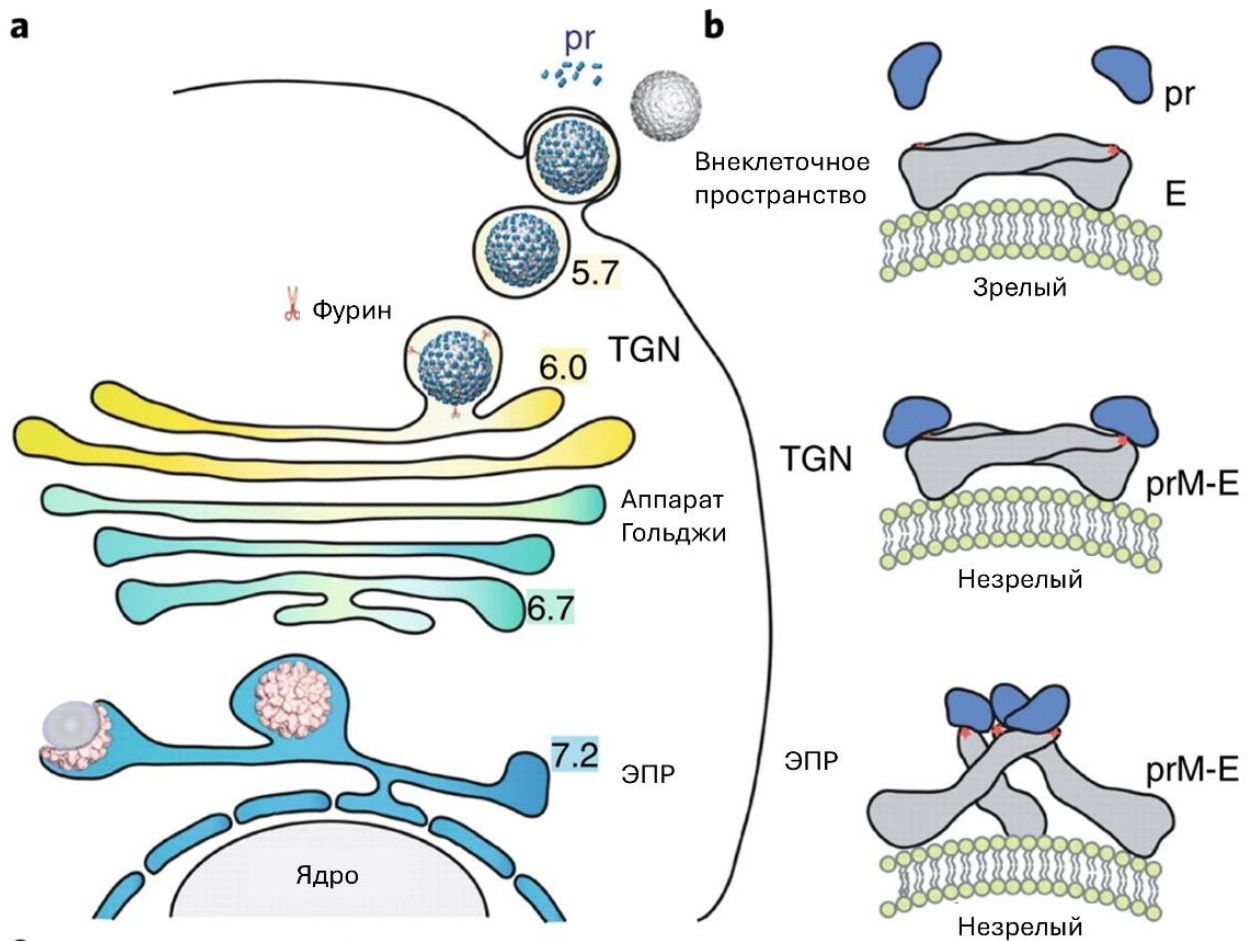 a
pr
Внеклеточное
пространство
5.7
Фурин
TGN
6.0
Аппарат
Гольджи
6.7
7.2
ЭПР
Ядро
b
pr
E
Зрелый
TGN
prM-E
Незрелый
ЭПР
prM-E
Незрелый